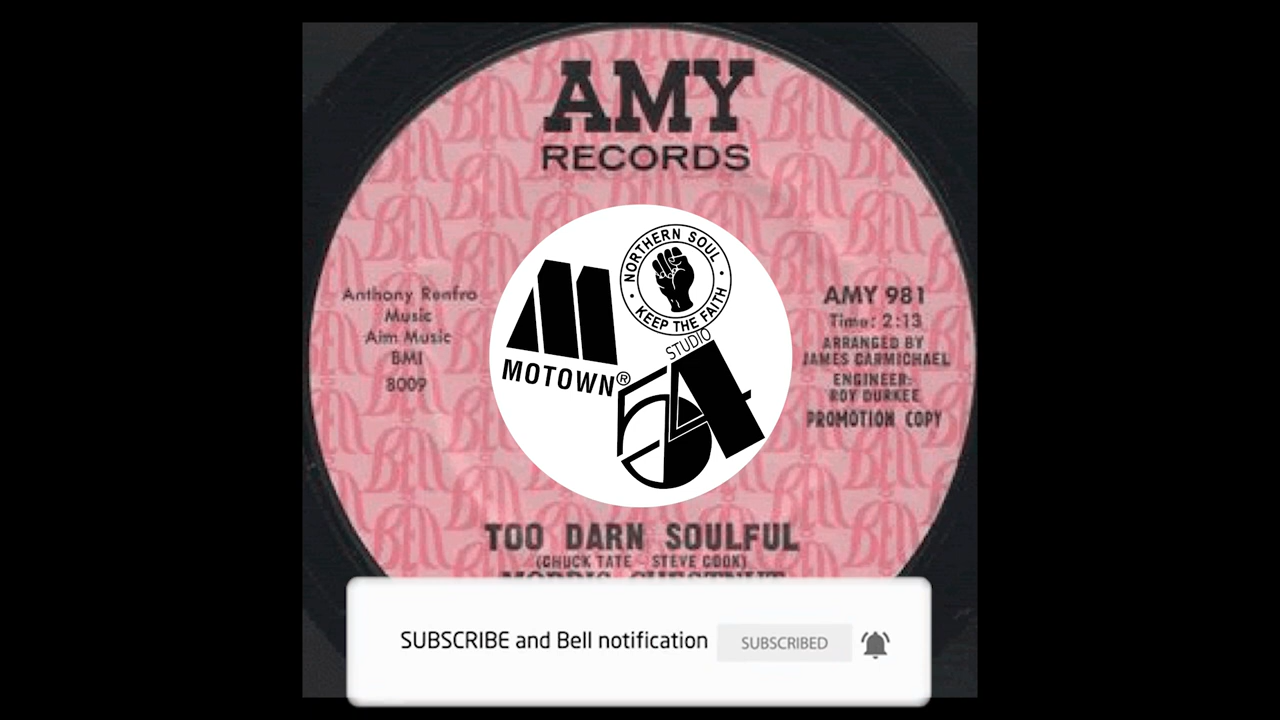 AMY
RECORDS
NORTHERN SOUL
KEEP THE FAITH
MOTOWN®
STUDIO
54
Anthony Renfro
Music
Aim Music
BMI
8009
AMY 981
Time: 2:13
ARRANGED BY
JAMES CARMICHAEL
ENGINEER:
ROY DURKEE
PROMOTION COPY
TOO DARN SOULFUL
(CHUCK TATE - STEVE COOK)
MORRIS CHESTNUT
SUBSCRIBE and Bell notification
SUBSCRIBED